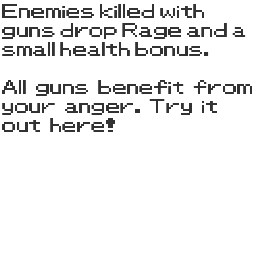 Enemies killed with
guns drop Rage and a
small health bonus.
All guns benefit from
your anger. Try it
out here!